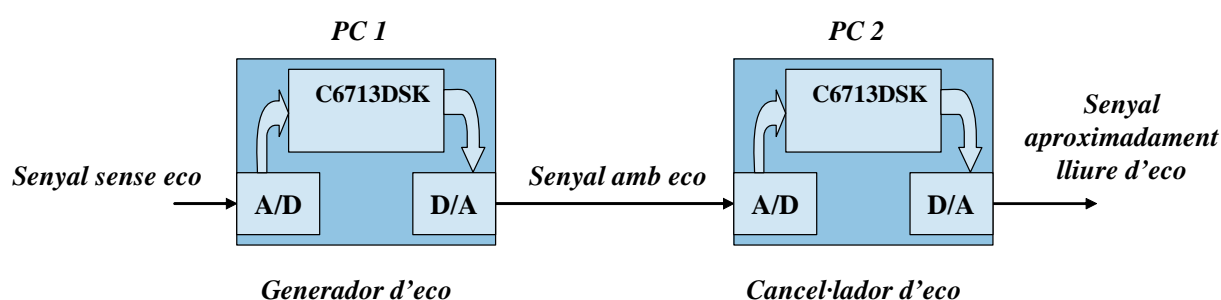 PC 1
PC 2
C6713DSK
C6713DSK
Senyal
aproximadament
lliure d'eco
Senyal sense eco
A/D
D/A
Senyal amb eco
A/D
D/A
Generador d'eco
Cancel·lador d'eco